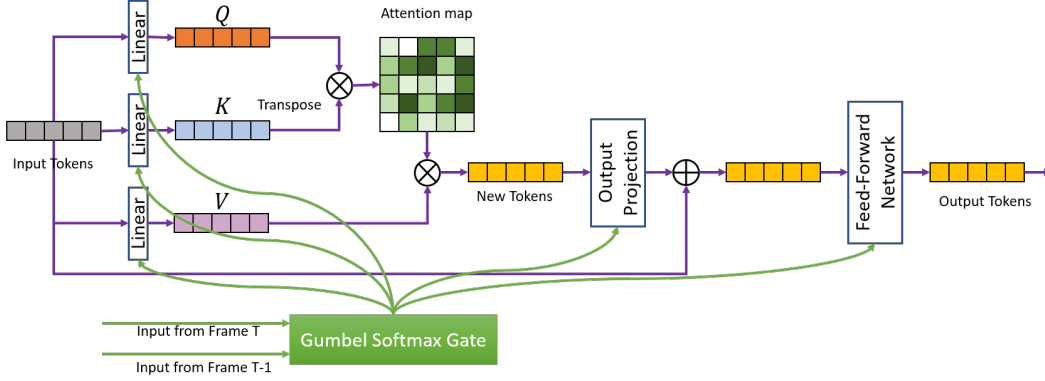 Q
Attention map
Linear
Transpose
K
Linear
Input Tokens
V
Linear
New Tokens
Output
Projection
Feed-Forward
Network
Output Tokens
Input from Frame T
Gumbel Softmax Gate
Input from Frame T-1